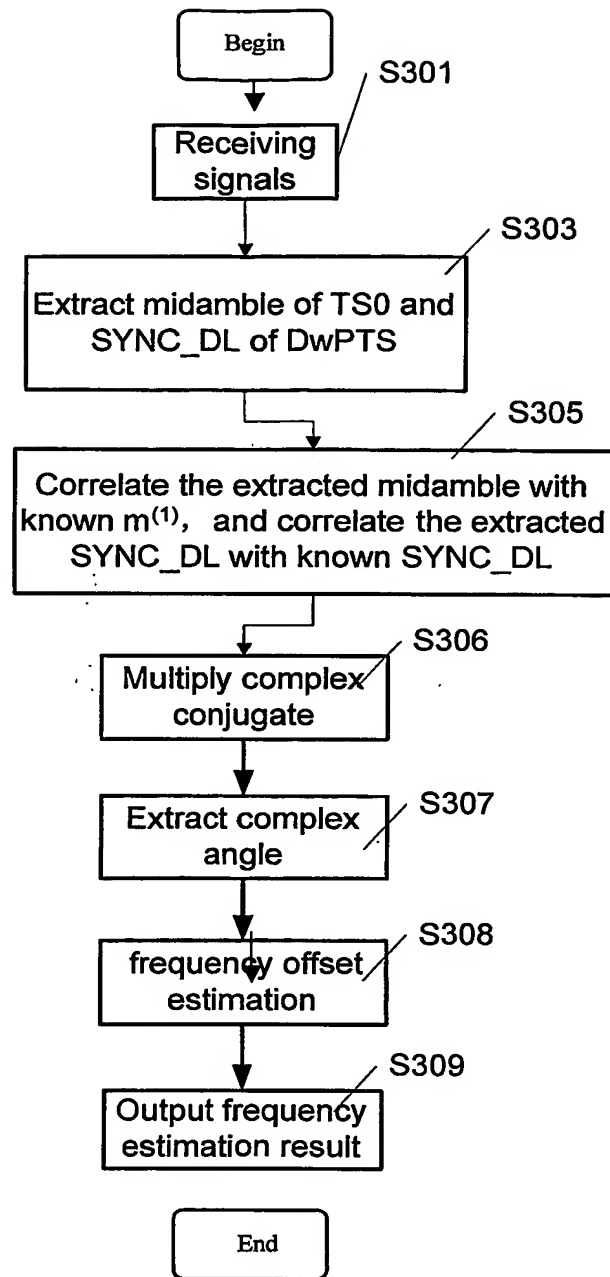 Begin
S301
Receiving
signals
S303
Extract midamble of TS0 and
SYNC_DL of DwPTS
S305
Correlate the extracted midamble with
known m⁽¹⁾, and correlate the extracted
SYNC_DL with known SYNC_DL
S306
Multiply complex
conjugate
S307
Extract complex
angle
S308
frequency offset
estimation
S309
Output frequency
estimation result
End